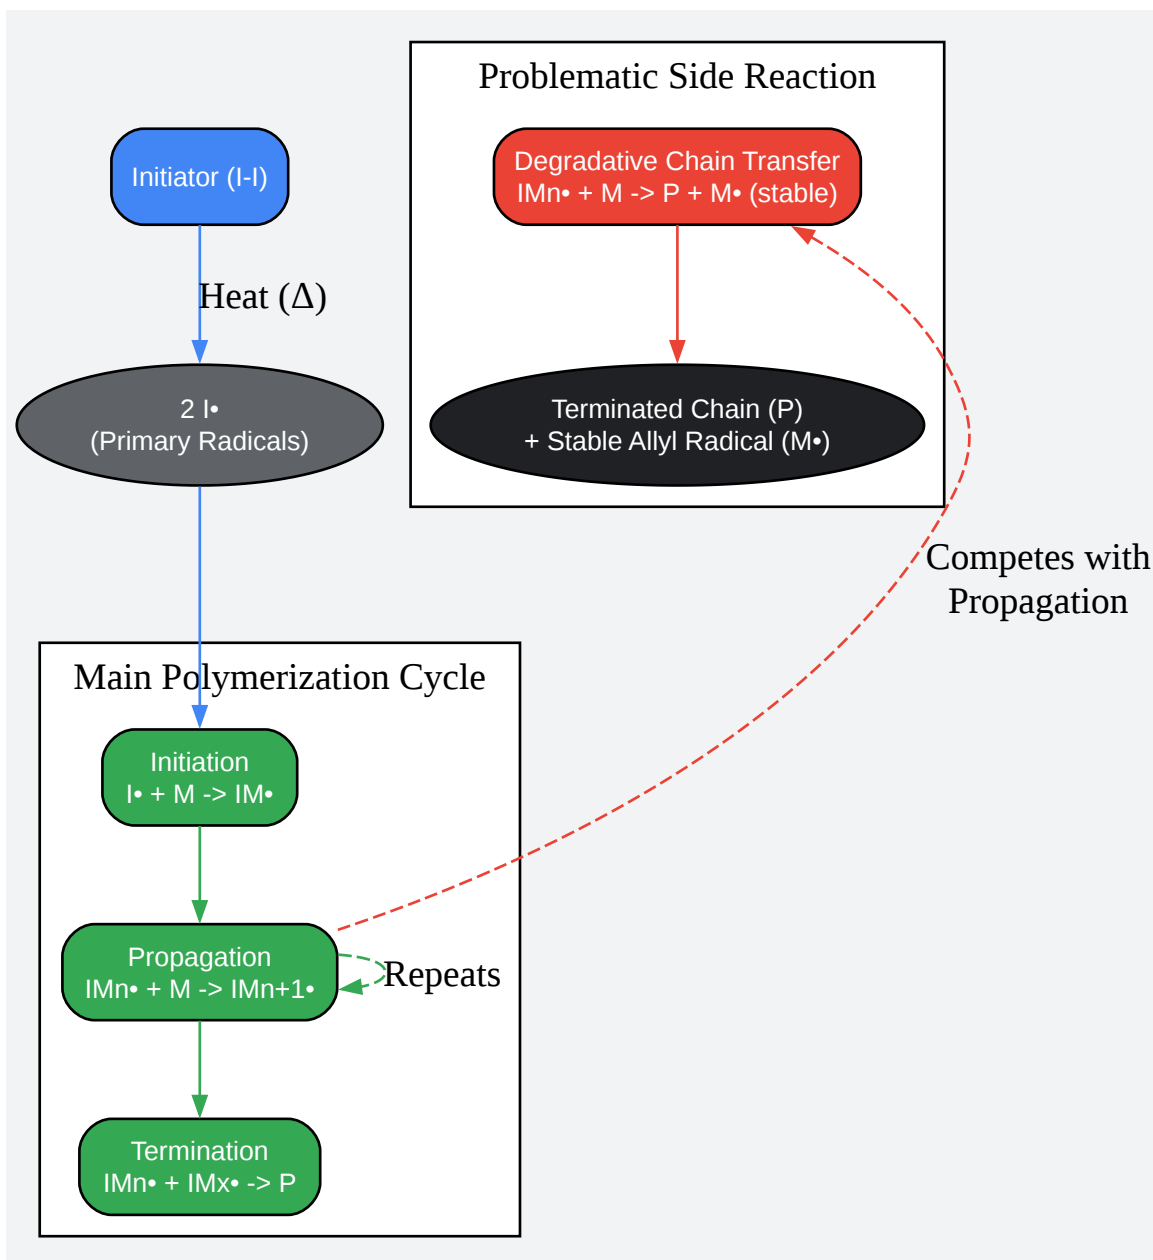 Problematic Side Reaction
Initiator (I-I)
Degradative Chain Transfer
IMn• + M -> P + M• (stable)
Heat (Δ)
2 I•
(Primary Radicals)
Terminated Chain (P)
+ Stable Allyl Radical (M•)
Competes with
Propagation
Main Polymerization Cycle
Initiation
I• + M -> IM•
Propagation
IMn• + M -> IMn+1•
Repeats
Termination
IMn• + IMx• -> P